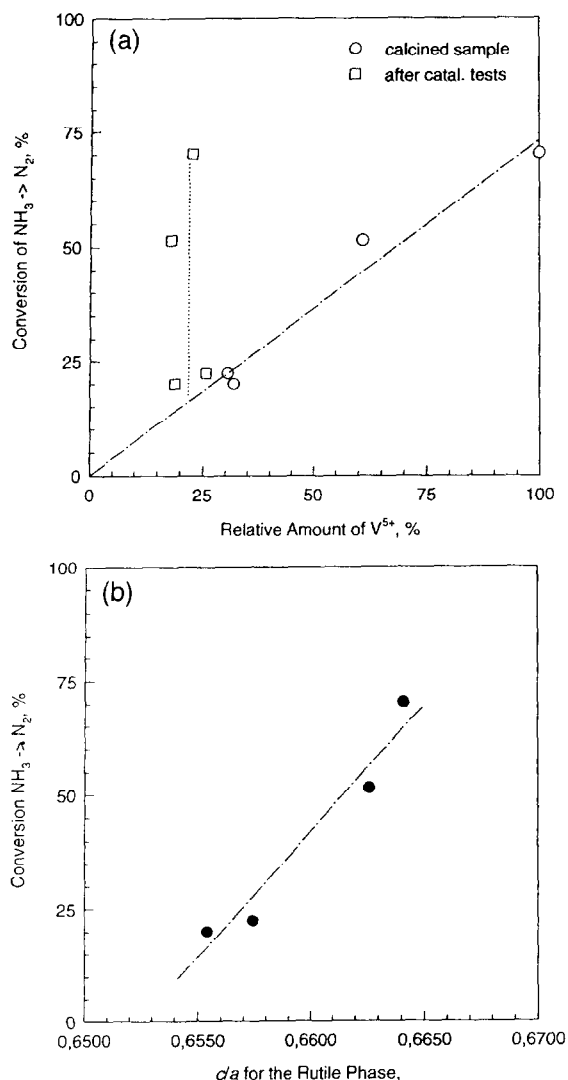 (a)
100
75
50
25
0
Conversion of NH₃ -> N₂, %
calcined sample
after catal. tests
0 25 50 75 100
Relative Amount of V⁵⁺, %
(b)
100
75
50
25
0
Conversion NH₃ -> N₂, %
0,6500 0,6550 0,6600 0,6650 0,6700
c/a for the Rutile Phase,